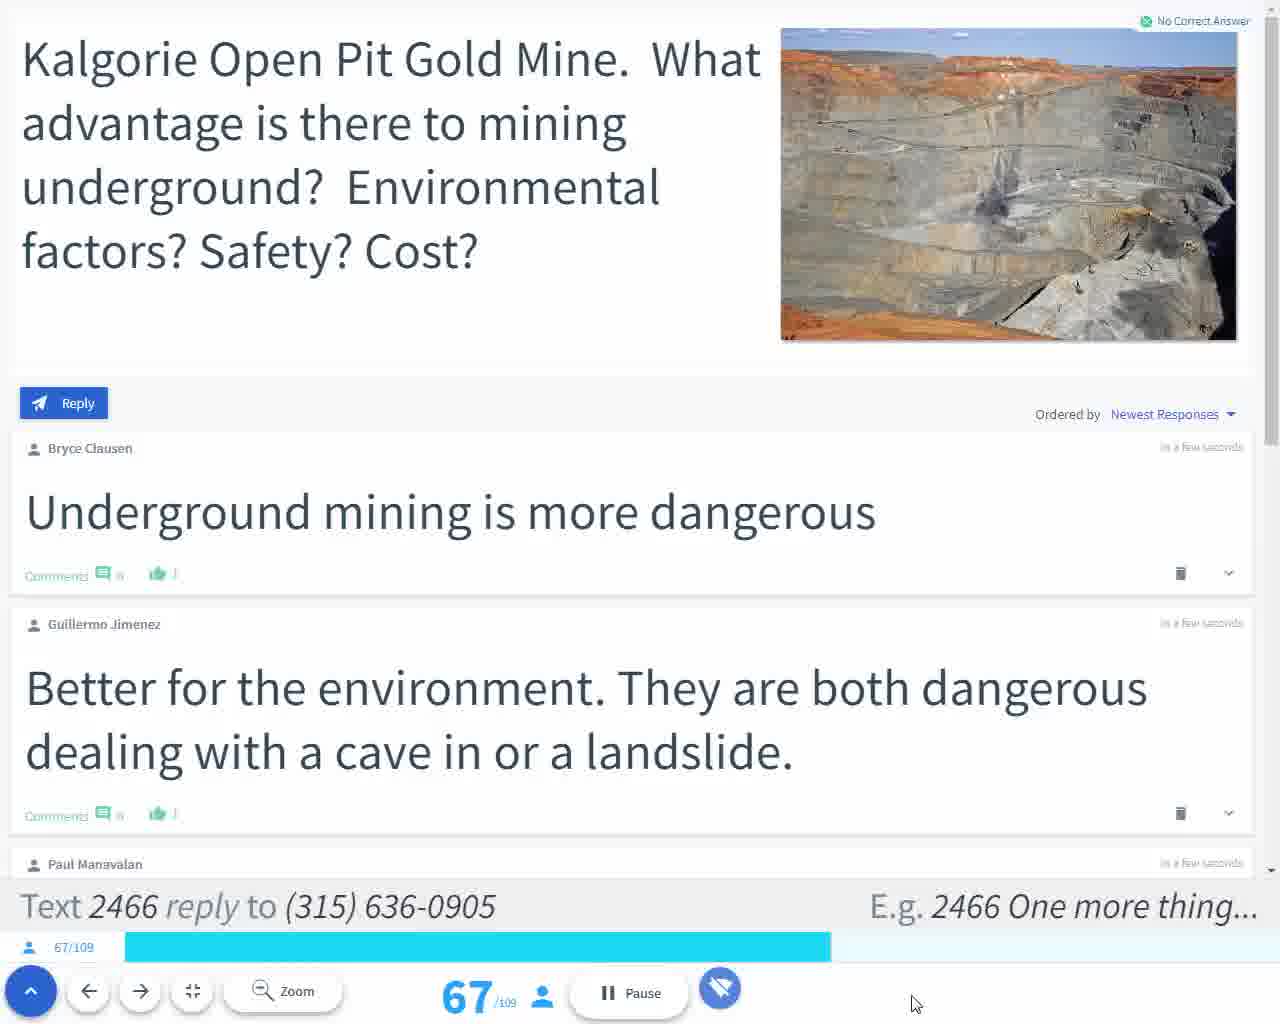 No Correct Answer
Kalgorie Open Pit Gold Mine. What
advantage is there to mining
underground? Environmental
factors? Safety? Cost?
Reply
Ordered by Newest Responses
Bryce Clausen
in a few seconds
Underground mining is more dangerous
Comments 0
Guillermo Jimenez
in a few seconds
Better for the environment. They are both dangerous
dealing with a cave in or a landslide.
Comments 0
Paul Manavalan
in a few seconds
Text 2466 reply to (315) 636-0905
E.g. 2466 One more thing...
67/109
Zoom
67/109
Pause